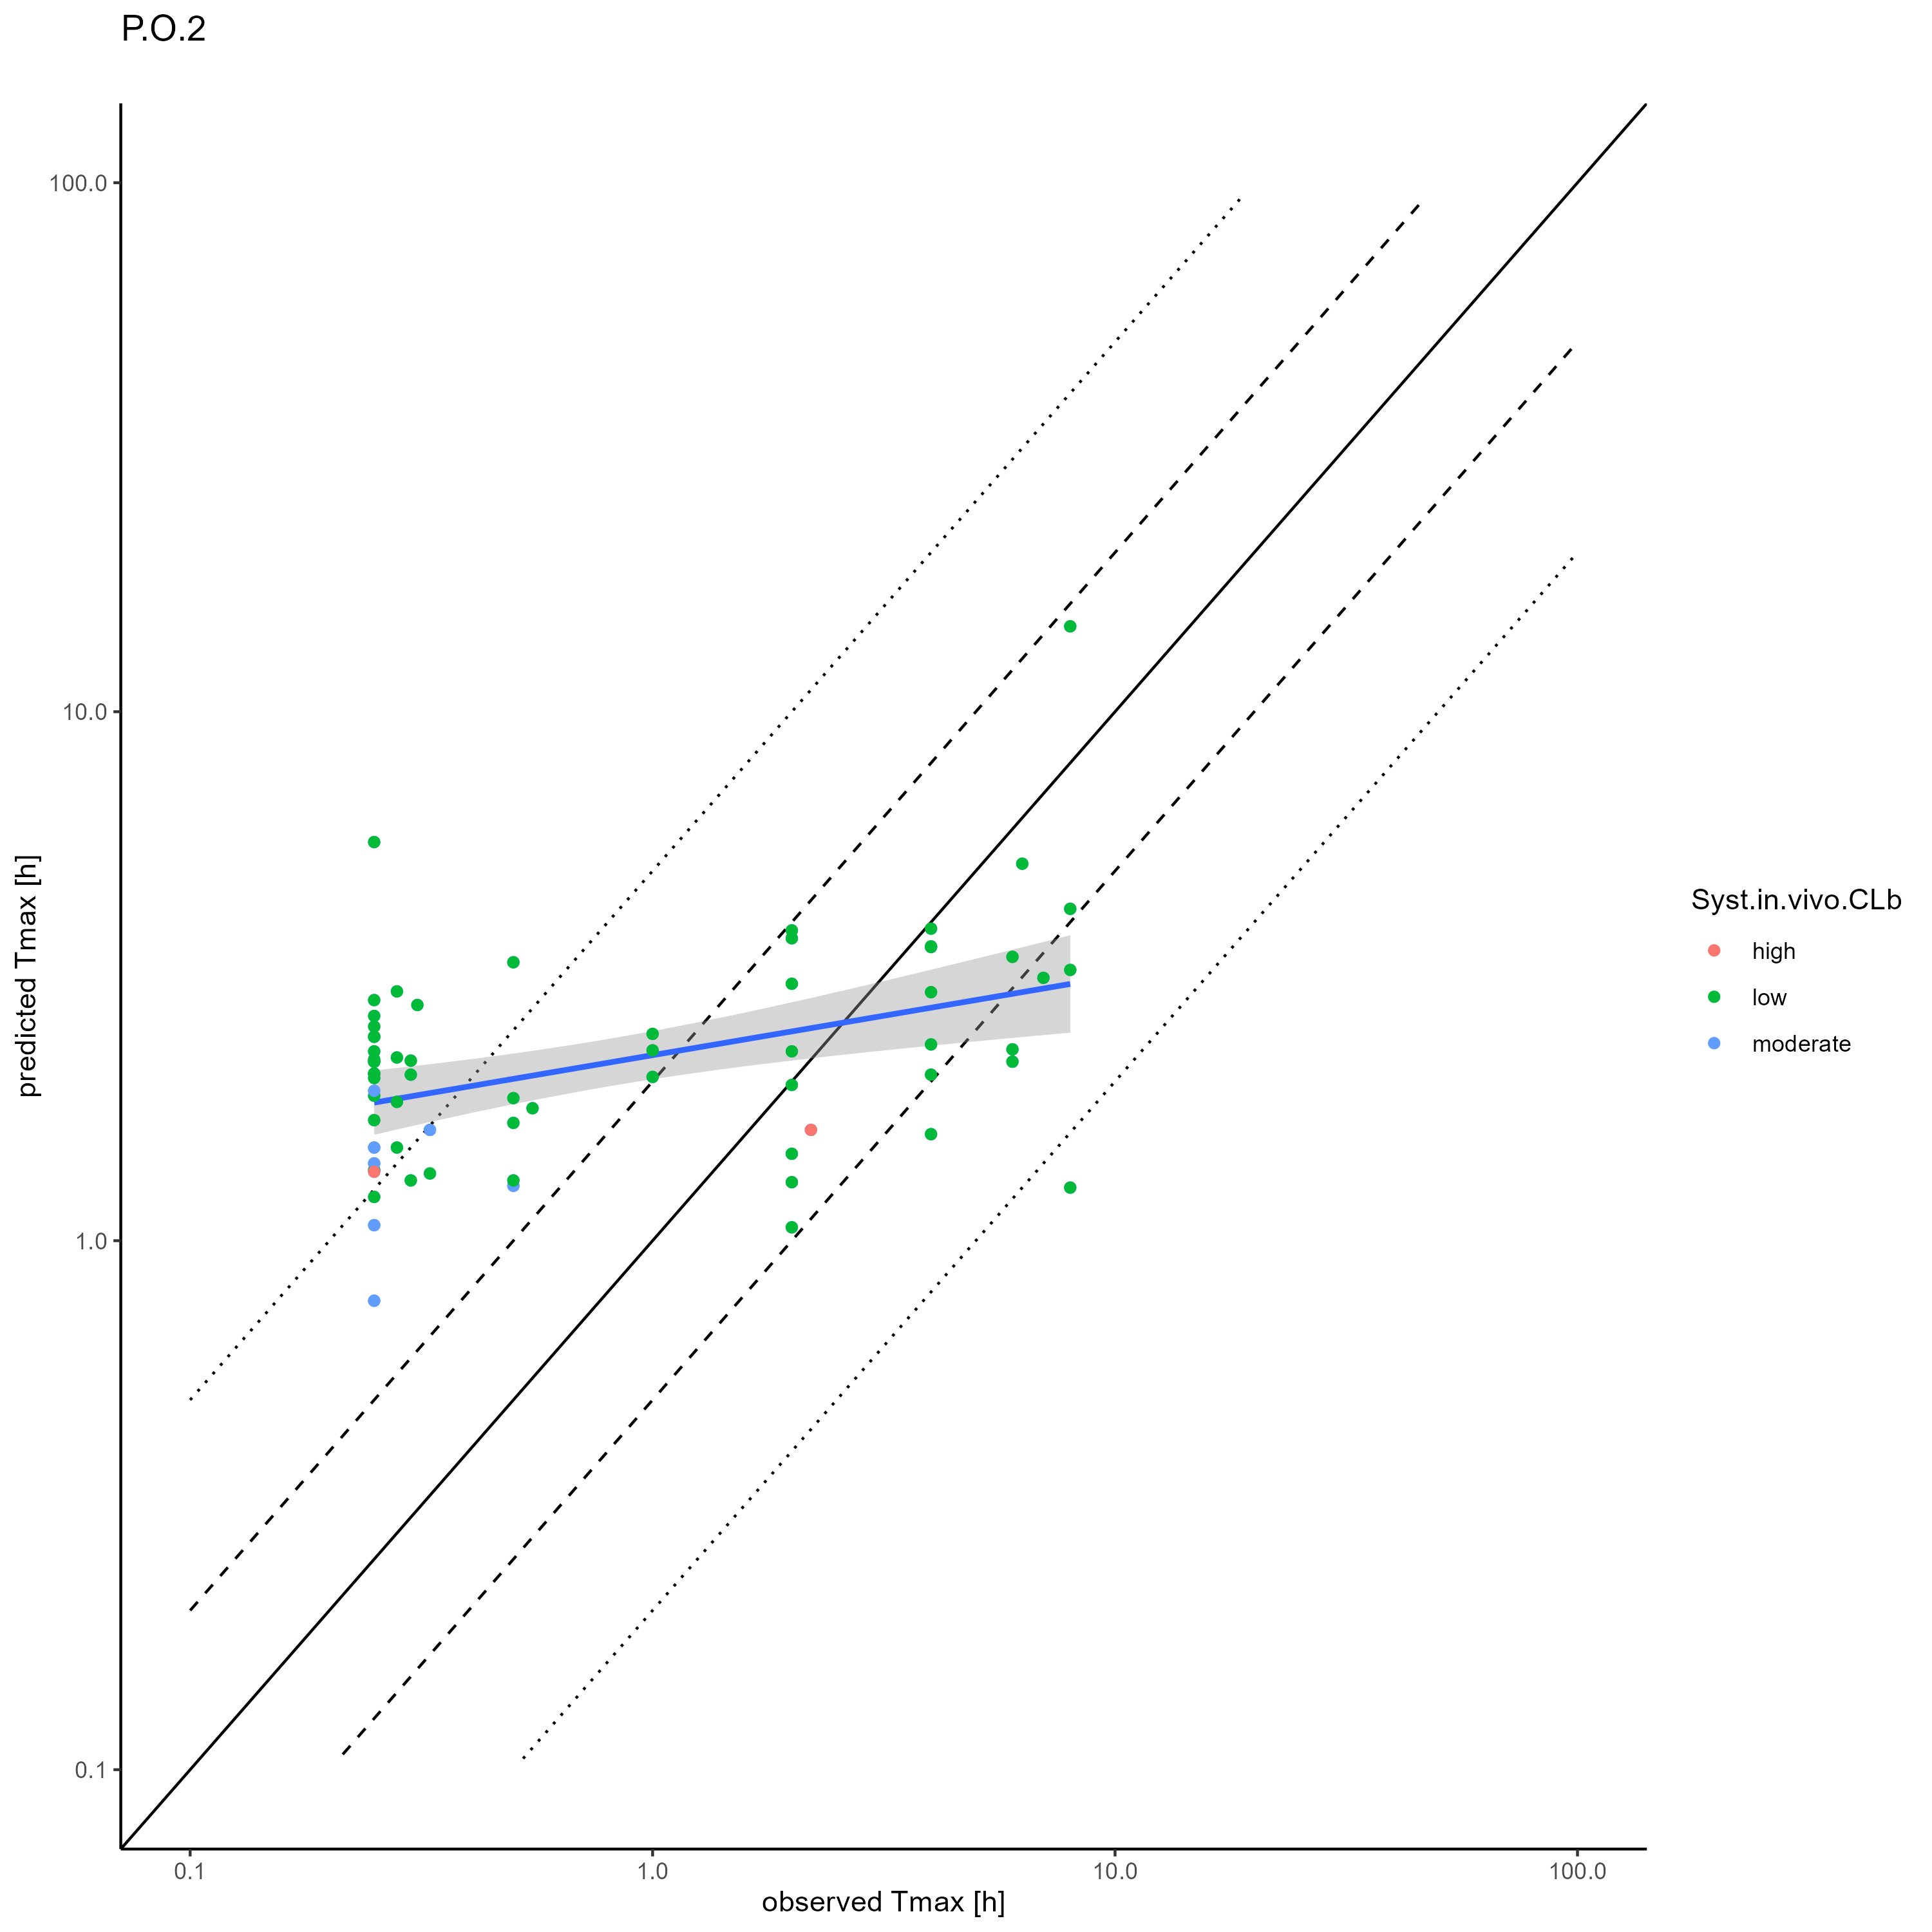 P.O.2
100.0
10.0
1.0
0.1
predicted Tmax [h]
0.1
1.0
10.0
100.0
observed Tmax [h]
Syst.in.vivo.CLb
high
low
moderate